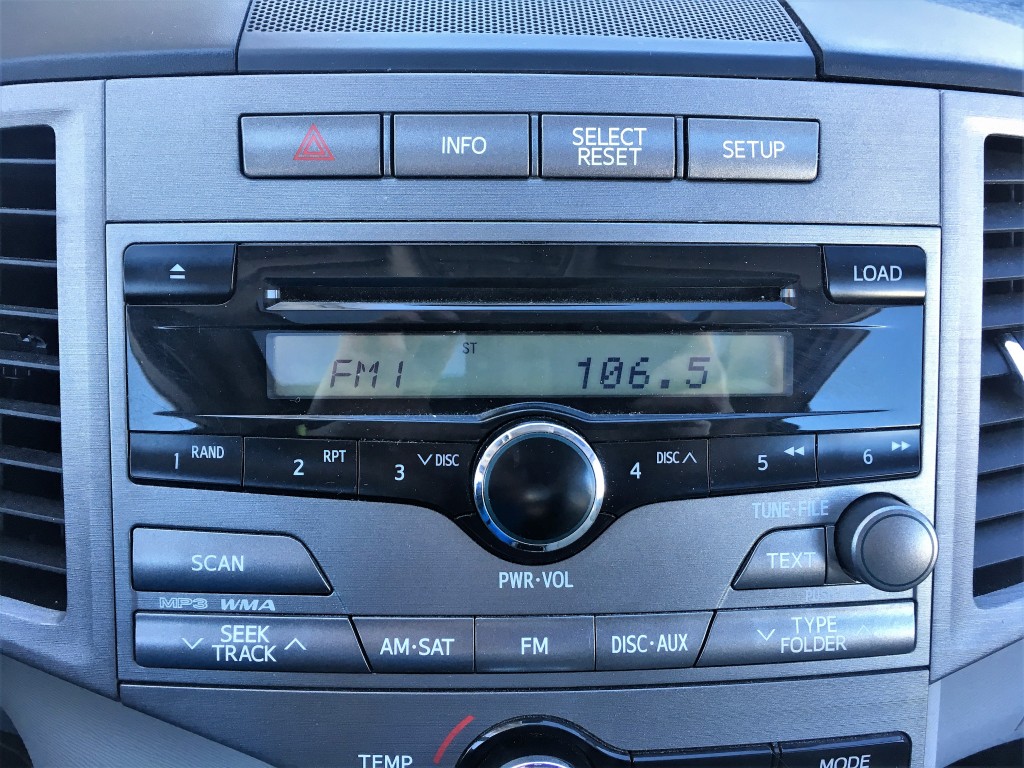 INFO
SELECT
RESET
SETUP
LOAD
ST
FM1 106.5
1 RAND
2 RPT
3 DISC
4 DISC
5
6
TUNE·FILE
SCAN
TEXT
PWR·VOL
PUSH
MP3 WMA
SEEK
TRACK
AM·SAT
FM
DISC·AUX
TYPE
FOLDER
TEMP
MODE